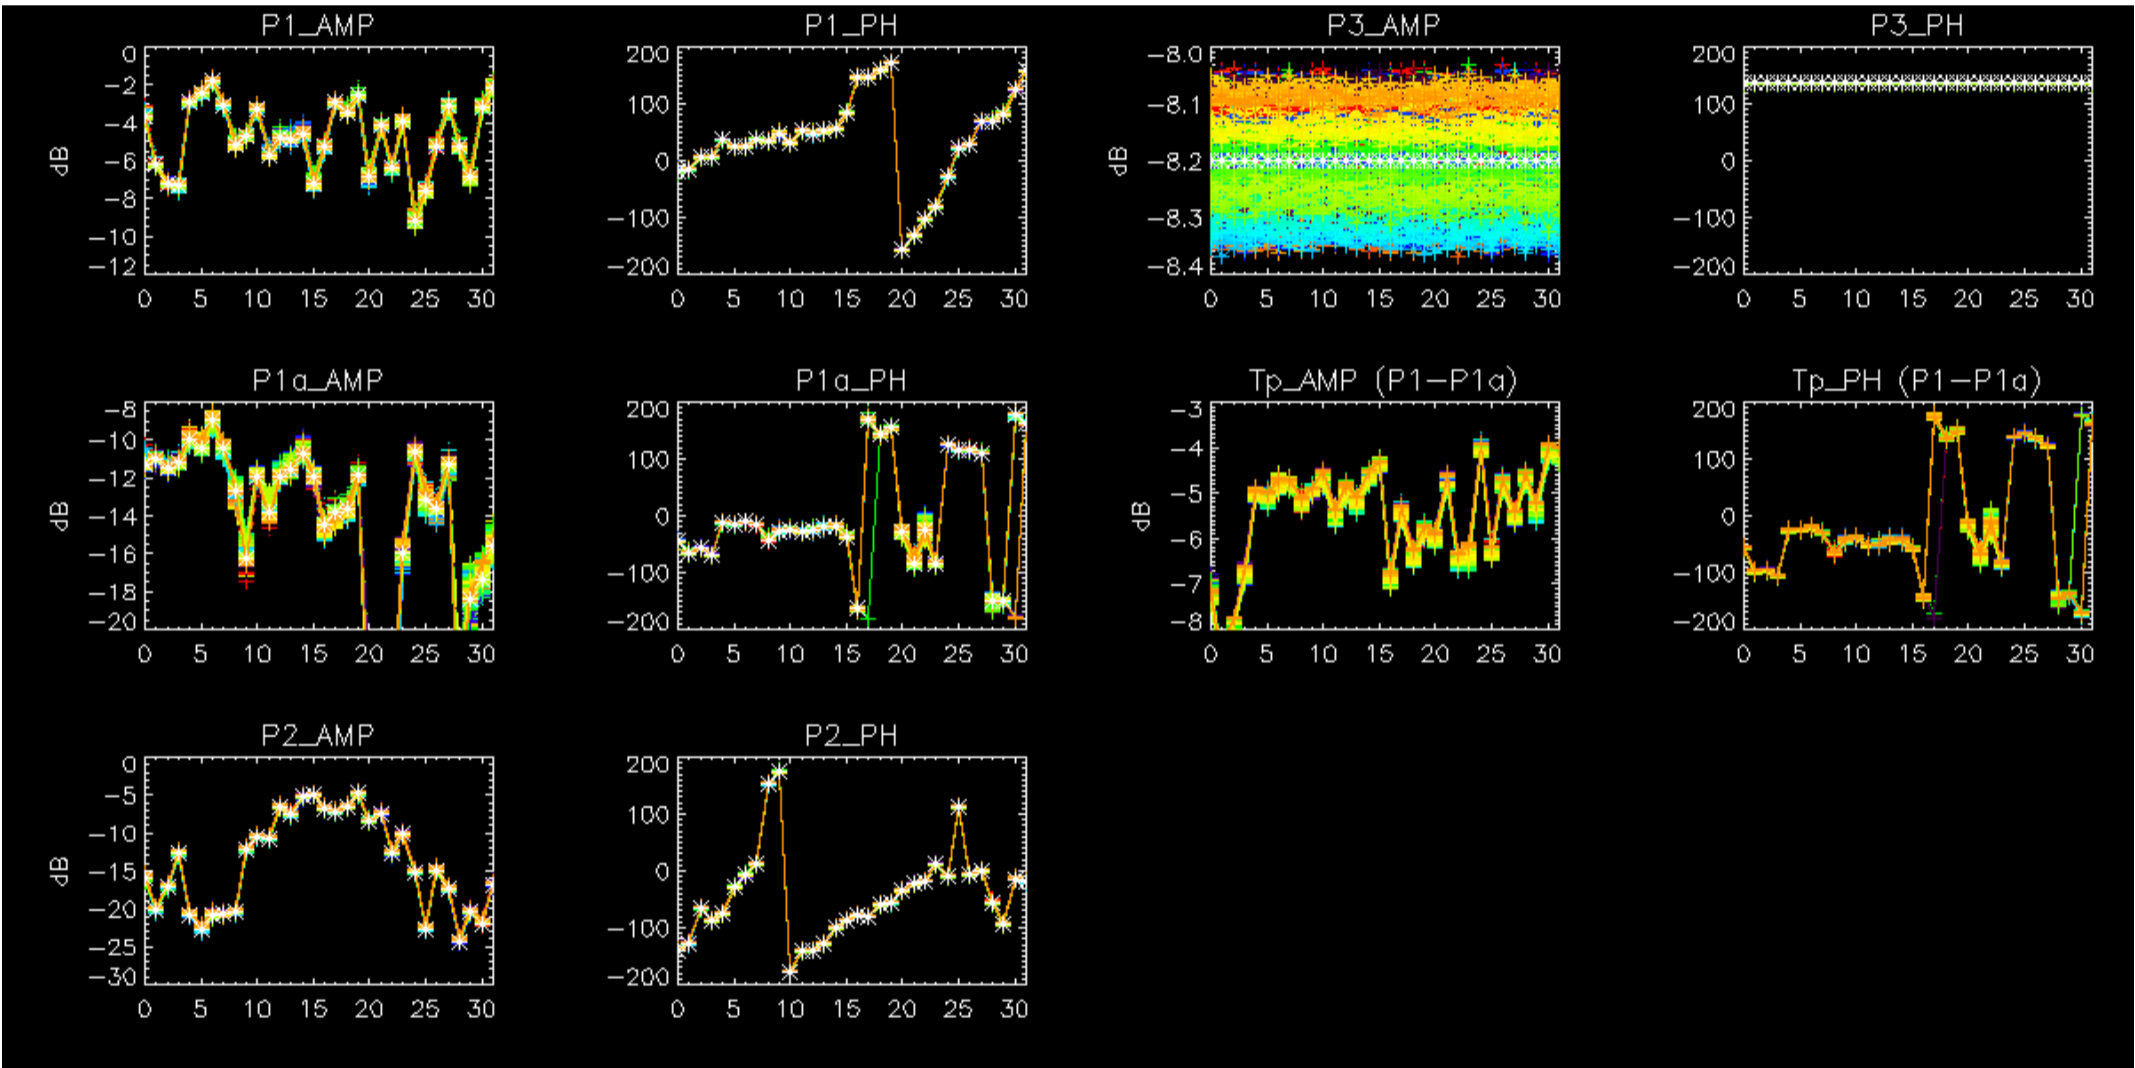 P1_AMP
P1_PH
P3_AMP
P3_PH
0
-2
-4
-6
-8
-10
-12
dB
0 5 10 15 20 25 30
200
100
0
-100
-200
0 5 10 15 20 25 30
-8.0
-8.1
-8.2
-8.3
-8.4
dB
0 5 10 15 20 25 30
200
100
0
-100
-200
0 5 10 15 20 25 30
P1a_AMP
P1a_PH
Tp_AMP (P1-P1a)
Tp_PH (P1-P1a)
-8
-10
-12
-14
-16
-18
-20
dB
0 5 10 15 20 25 30
200
100
0
-100
-200
0 5 10 15 20 25 30
-3
-4
-5
-6
-7
-8
dB
0 5 10 15 20 25 30
200
100
0
-100
-200
0 5 10 15 20 25 30
P2_AMP
P2_PH
0
-5
-10
-15
-20
-25
-30
dB
0 5 10 15 20 25 30
200
100
0
-100
-200
0 5 10 15 20 25 30